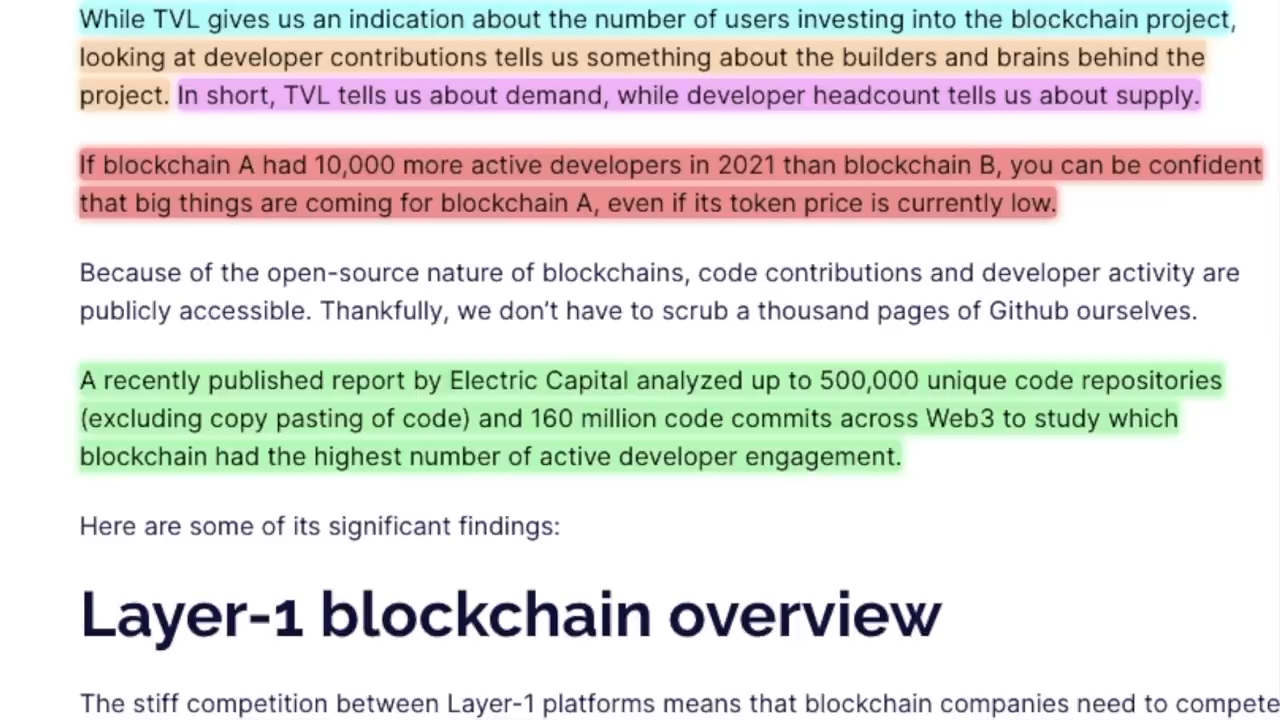 While TVL gives us an indication about the number of users investing into the blockchain project,
looking at developer contributions tells us something about the builders and brains behind the
project. In short, TVL tells us about demand, while developer headcount tells us about supply.
If blockchain A had 10,000 more active developers in 2021 than blockchain B, you can be confident
that big things are coming for blockchain A, even if its token price is currently low.
Because of the open-source nature of blockchains, code contributions and developer activity are
publicly accessible. Thankfully, we don’t have to scrub a thousand pages of Github ourselves.
A recently published report by Electric Capital analyzed up to 500,000 unique code repositories
(excluding copy pasting of code) and 160 million code commits across Web3 to study which
blockchain had the highest number of active developer engagement.
Here are some of its significant findings:
Layer-1 blockchain overview
The stiff competition between Layer-1 platforms means that blockchain companies need to compete